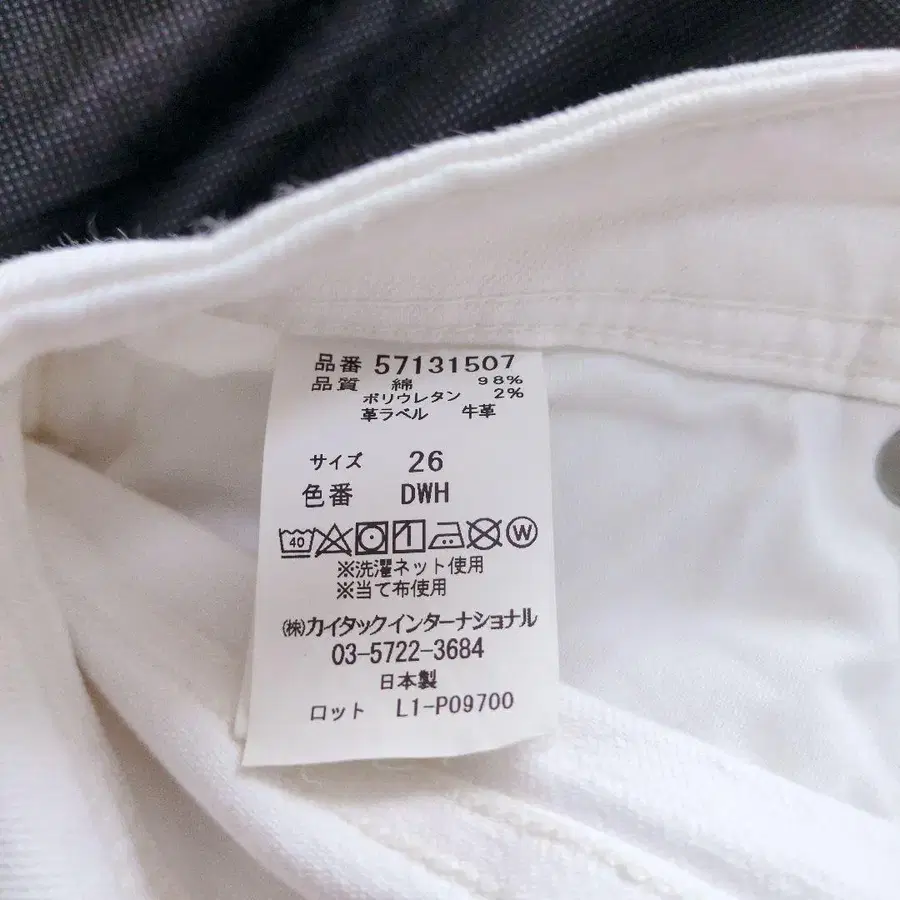 品番 57131507
品質 綿 98%
ポリウレタン 2%
革ラベル 牛革
サイズ 26
色番 DWH
40 W
※洗濯ネット使用
※当て布使用
㈱カイタックインターナショナル
03-5722-3684
日本製
ロット L1-P09700